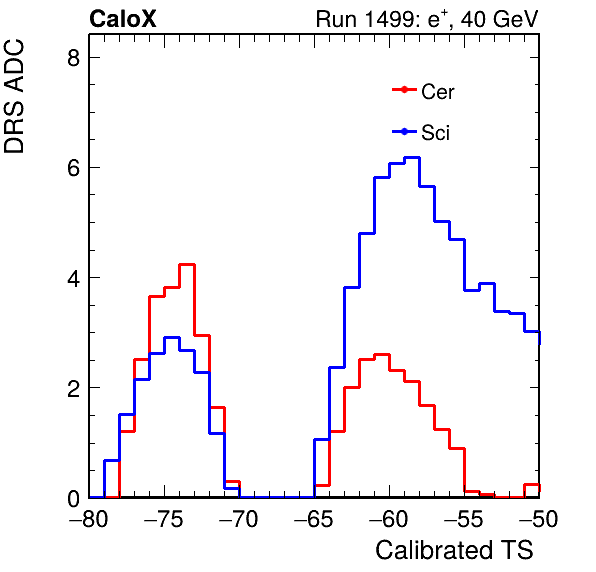 CaloX Run 1499: e⁺, 40 GeV
DRS ADC
8
6
4
2
0
Cer
Sci
−80 −75 −70 −65 −60 −55 −50
Calibrated TS